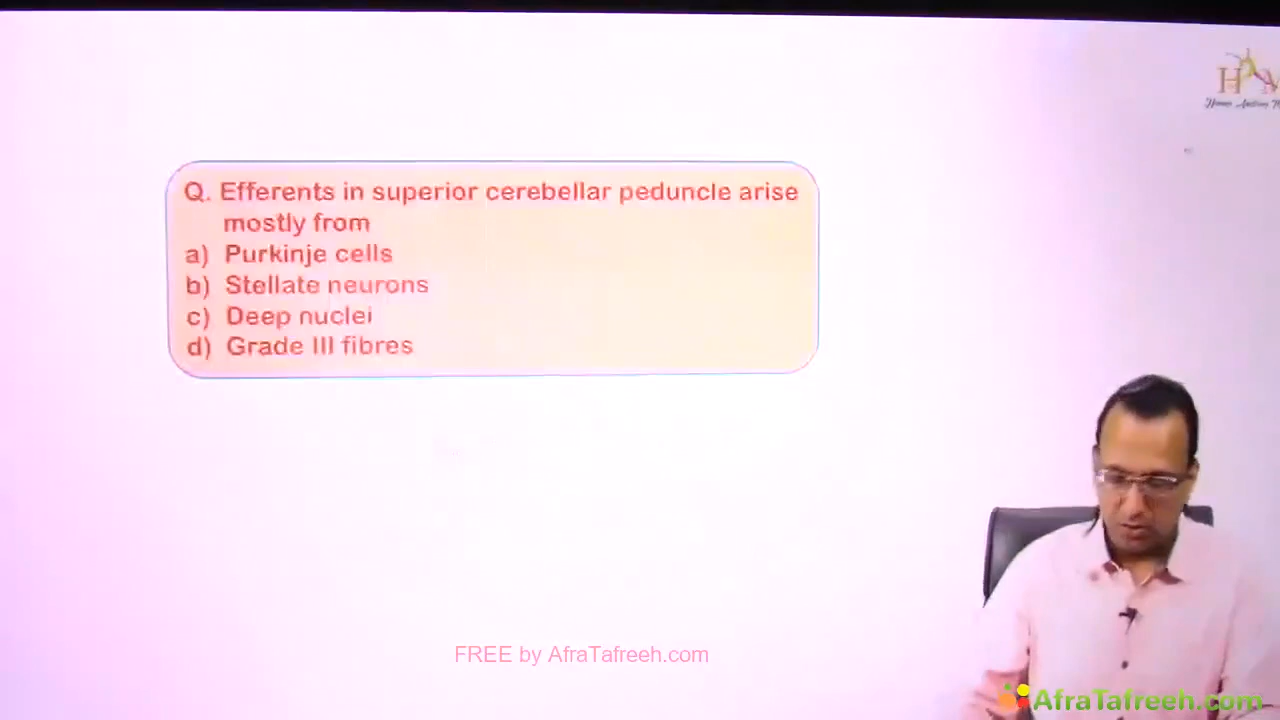 Q. Efferents in superior cerebellar peduncle arise
mostly from
a) Purkinje cells
b) Stellate neurons
c) Deep nuclei
d) Grade III fibres
FREE by AfraTafreeh.com
AfraTafreeh.com